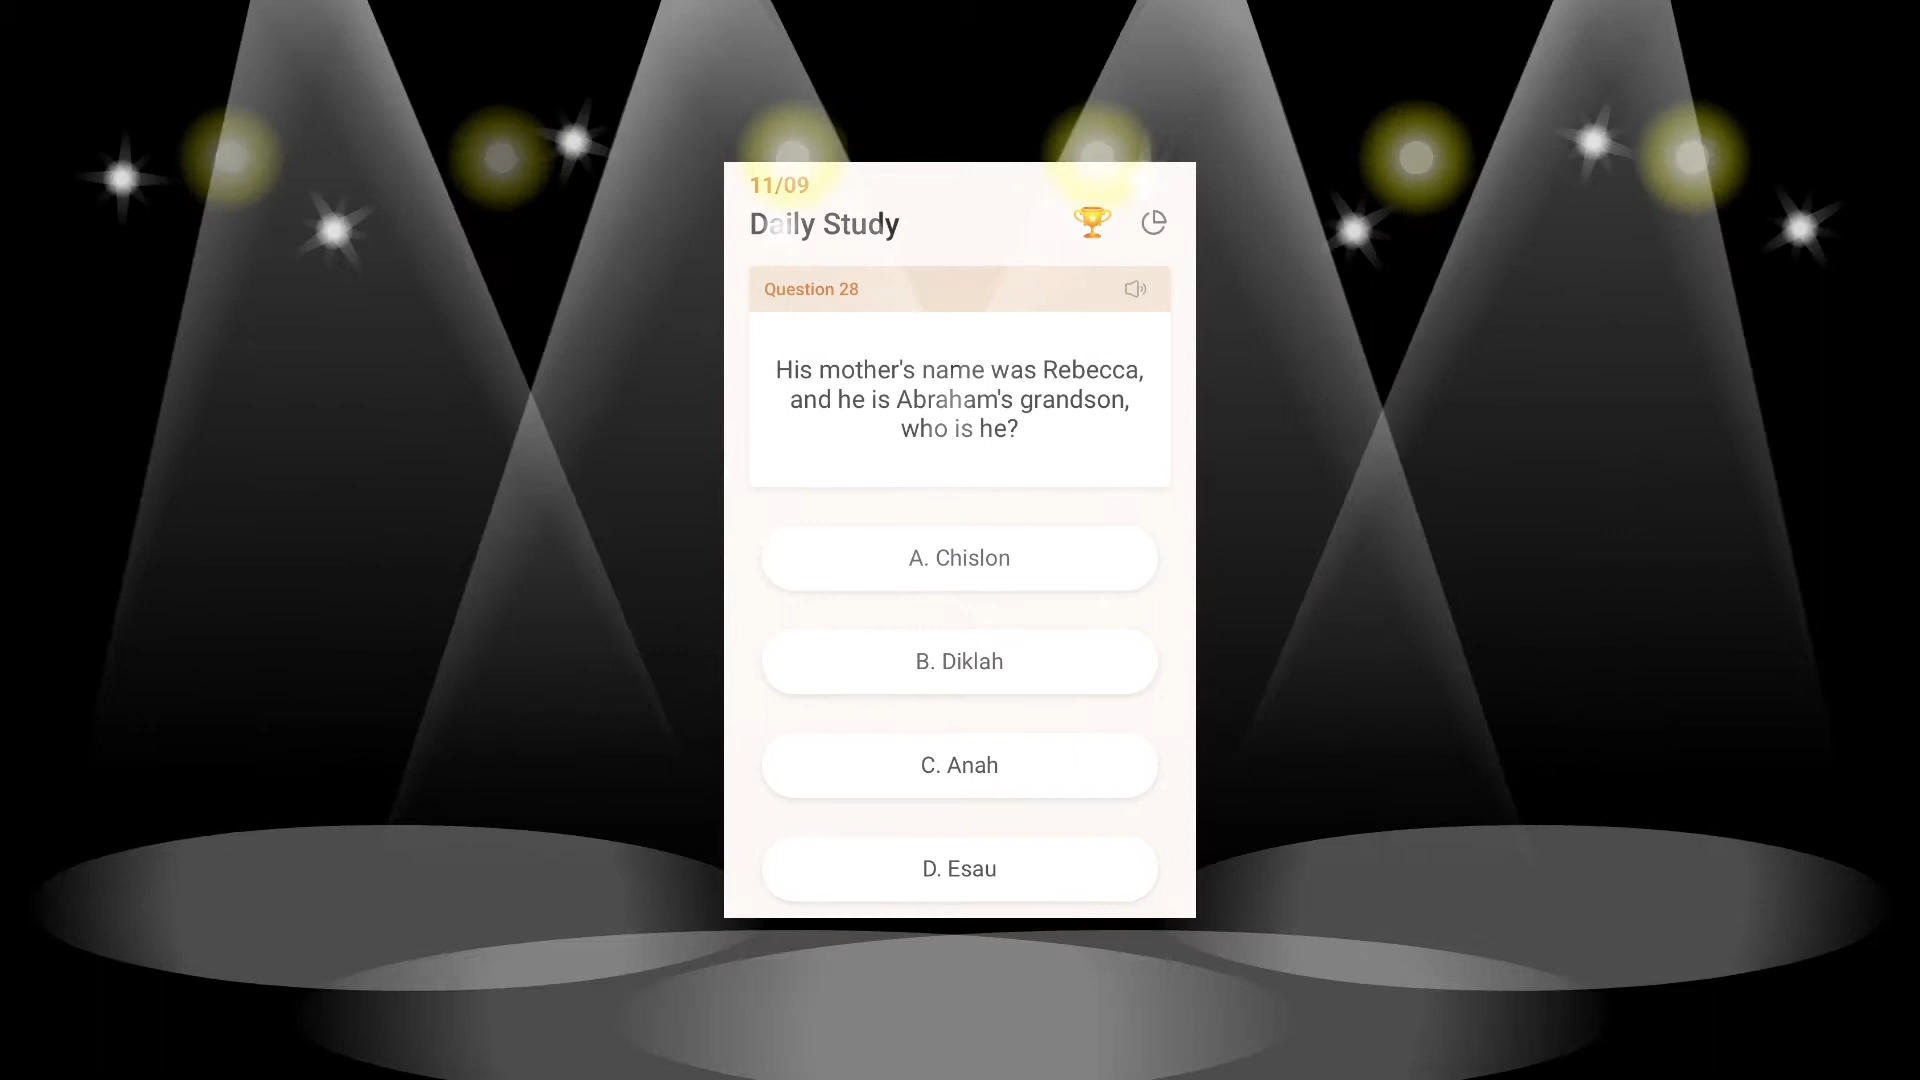 11/09
Daily Study
Question 28
His mother's name was Rebecca,
and he is Abraham's grandson,
who is he?
A. Chislon
B. Diklah
C. Anah
D. Esau